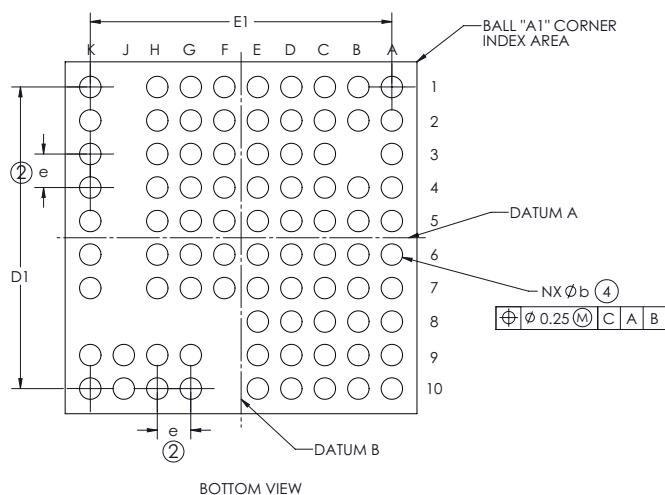 E1
BALL "A1" CORNER
INDEX AREA
K J H G F E D C B A
1
2
3
② e
4
5
DATUM A
D1
6
7
NX Ø b ④
8
⌖ Ø 0.25 Ⓜ C A B
9
10
e
②
DATUM B
BOTTOM VIEW